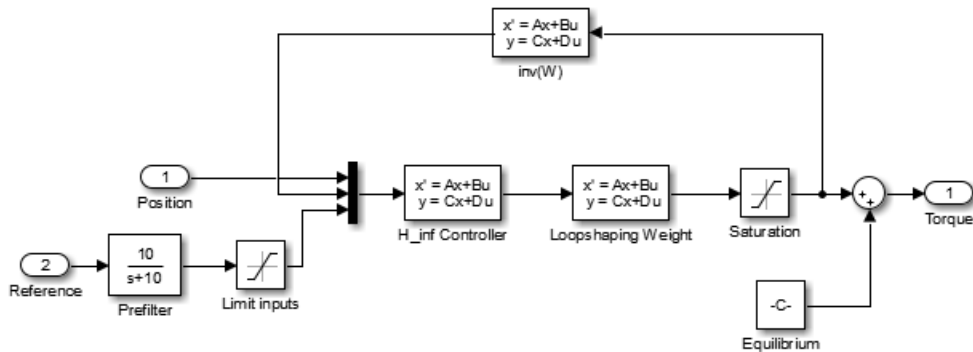 x' = Ax+Bu
y = Cx+Du
inv(W)
1
Position
x' = Ax+Bu
y = Cx+Du
H_inf Controller
x' = Ax+Bu
y = Cx+Du
Loopshaping Weight
Saturation
+
+
1
Torque
2
Reference
10
s+10
Prefilter
Limit inputs
-C-
Equilibrium